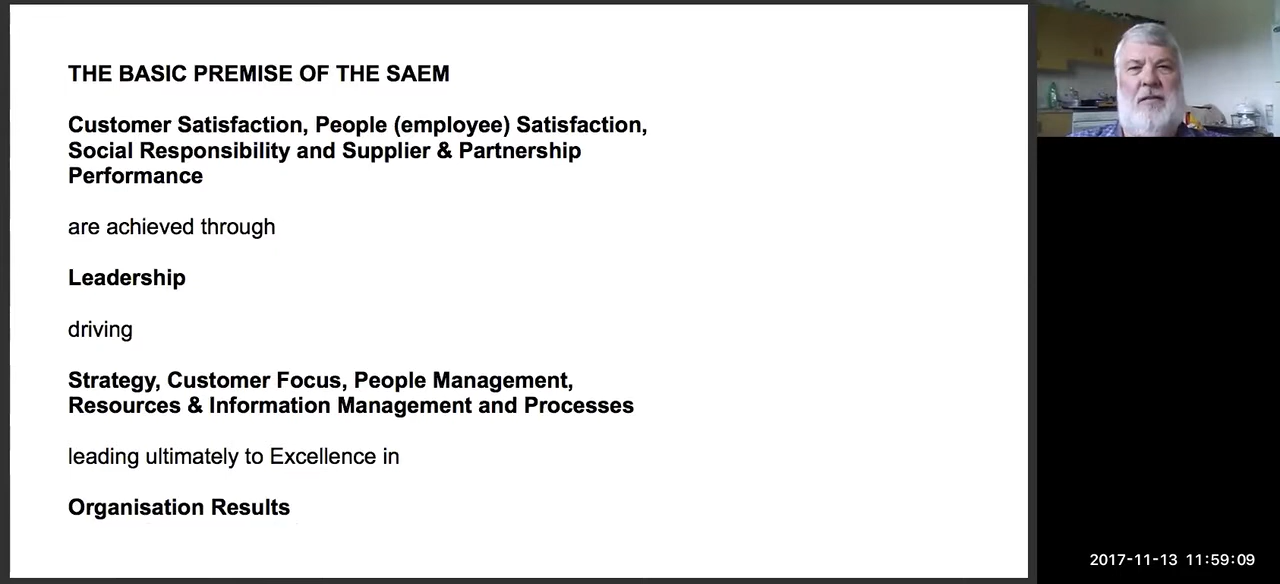 THE BASIC PREMISE OF THE SAEM
Customer Satisfaction, People (employee) Satisfaction,
Social Responsibility and Supplier & Partnership
Performance
are achieved through
Leadership
driving
Strategy, Customer Focus, People Management,
Resources & Information Management and Processes
leading ultimately to Excellence in
Organisation Results
2017-11-13 11:59:09